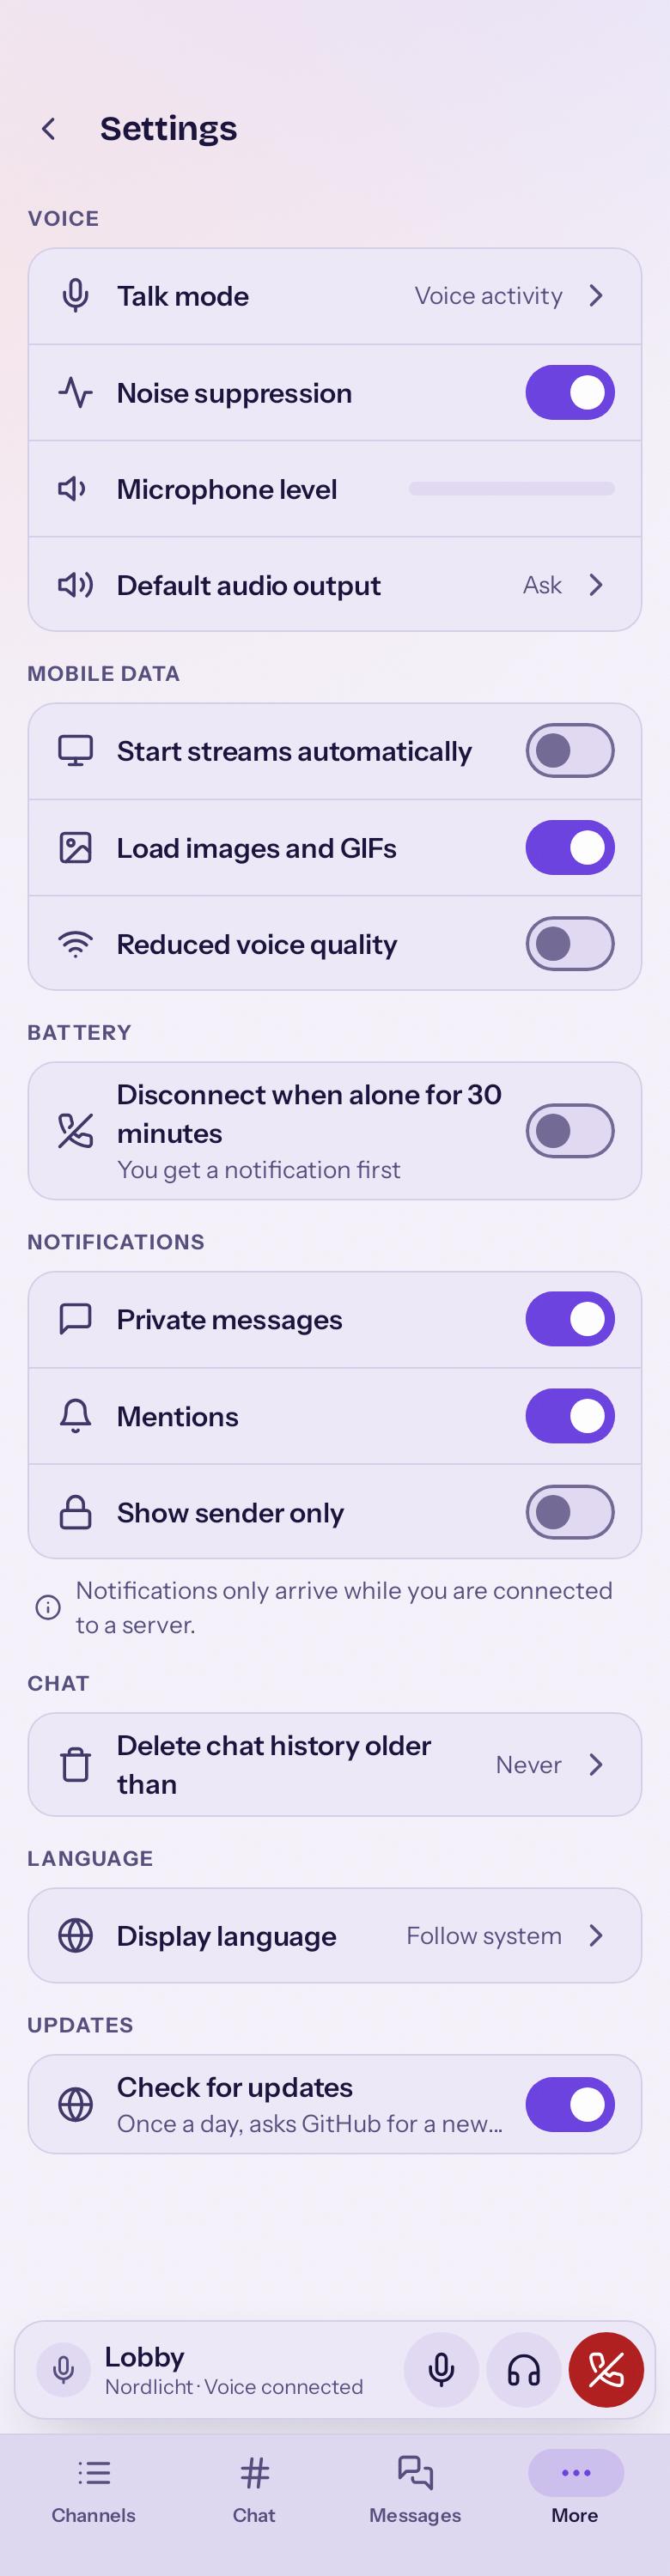 Settings
VOICE
Talk mode
Voice activity
Noise suppression
Microphone level
Default audio output
Ask
MOBILE DATA
Start streams automatically
Load images and GIFs
Reduced voice quality
BATTERY
Disconnect when alone for 30
minutes
You get a notification first
NOTIFICATIONS
Private messages
Mentions
Show sender only
Notifications only arrive while you are connected
to a server.
CHAT
Delete chat history older
than
Never
LANGUAGE
Display language
Follow system
UPDATES
Check for updates
Once a day, asks GitHub for a new...
Lobby
Nordlicht · Voice connected
Channels
Chat
Messages
More